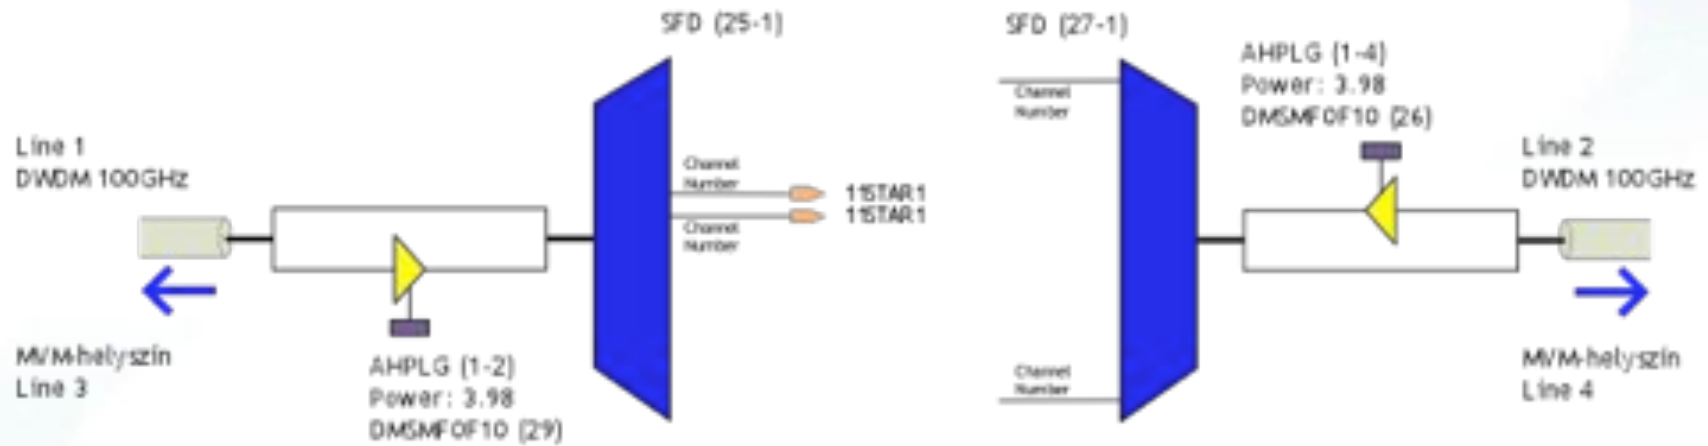 SFD (25-1)
SFD (27-1)
AHPLG (1-4)
Power: 3.98
DMSMF0F10 (26)
Channel
Number
Line 1
DWDM 100GHz
Line 2
DWDM 100GHz
Channel
Number
11STAR1
11STAR1
Channel
Number
MVM-helyszín
Line 3
AHPLG (1-2)
Power: 3.98
DMSMF0F10 (29)
Channel
Number
MVM-helyszín
Line 4